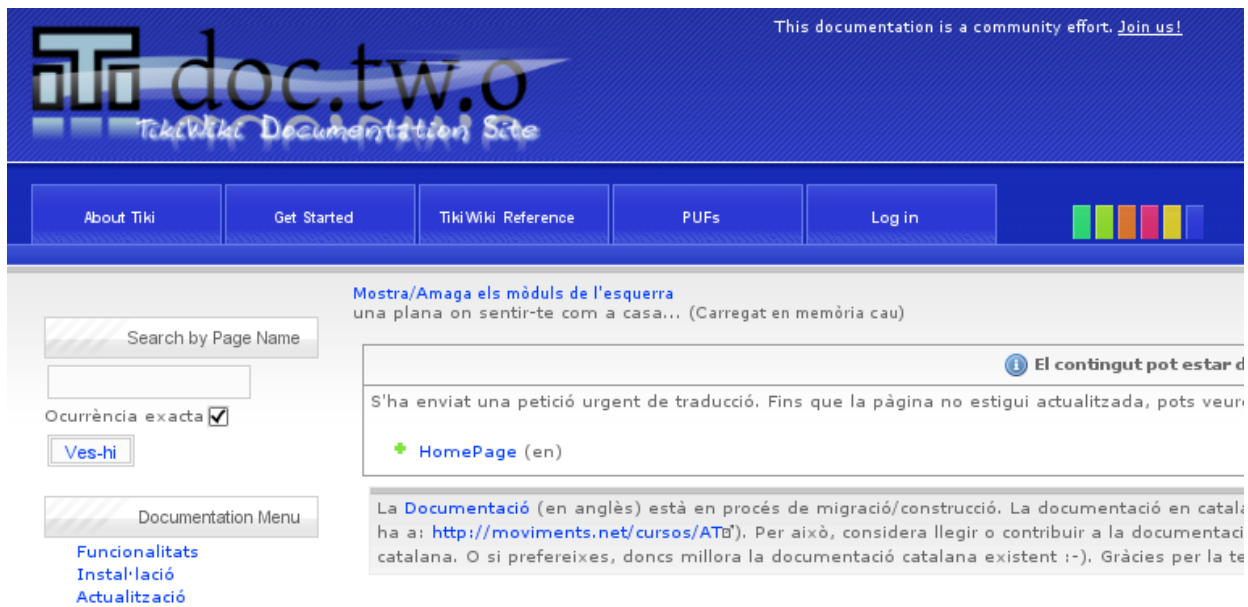 This documentation is a community effort. Join us!
doc.tw.o
TikiWiki Documentation Site
About Tiki
Get Started
TikiWiki Reference
PUFs
Log in
Mostra/Amaga els mòduls de l'esquerra
una plana on sentir-te com a casa... (Carregat en memòria cau)
Search by Page Name
Ocurrència exacta
Ves-hi
El contingut pot estar d
S'ha enviat una petició urgent de traducció. Fins que la pàgina no estigui actualitzada, pots veure
HomePage (en)
Documentation Menu
Funcionalitats
Instal·lació
Actualització
La Documentació (en anglès) està en procés de migració/construcció. La documentació en catala
ha a: http://moviments.net/cursos/AT). Per això, considera llegir o contribuir a la documentaci
catalana. O si prefereixes, doncs millora la documentació catalana existent :-). Gràcies per la te